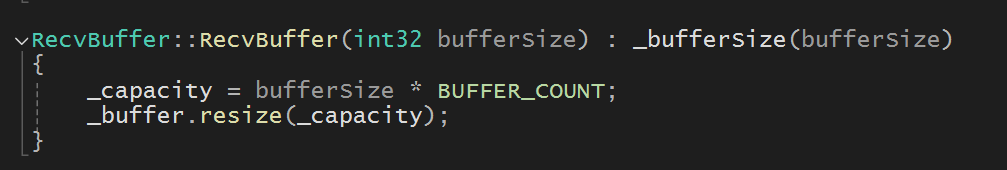 RecvBuffer::RecvBuffer(int32 bufferSize) : _bufferSize(bufferSize)
{
    _capacity = bufferSize * BUFFER_COUNT;
    _buffer.resize(_capacity);
}